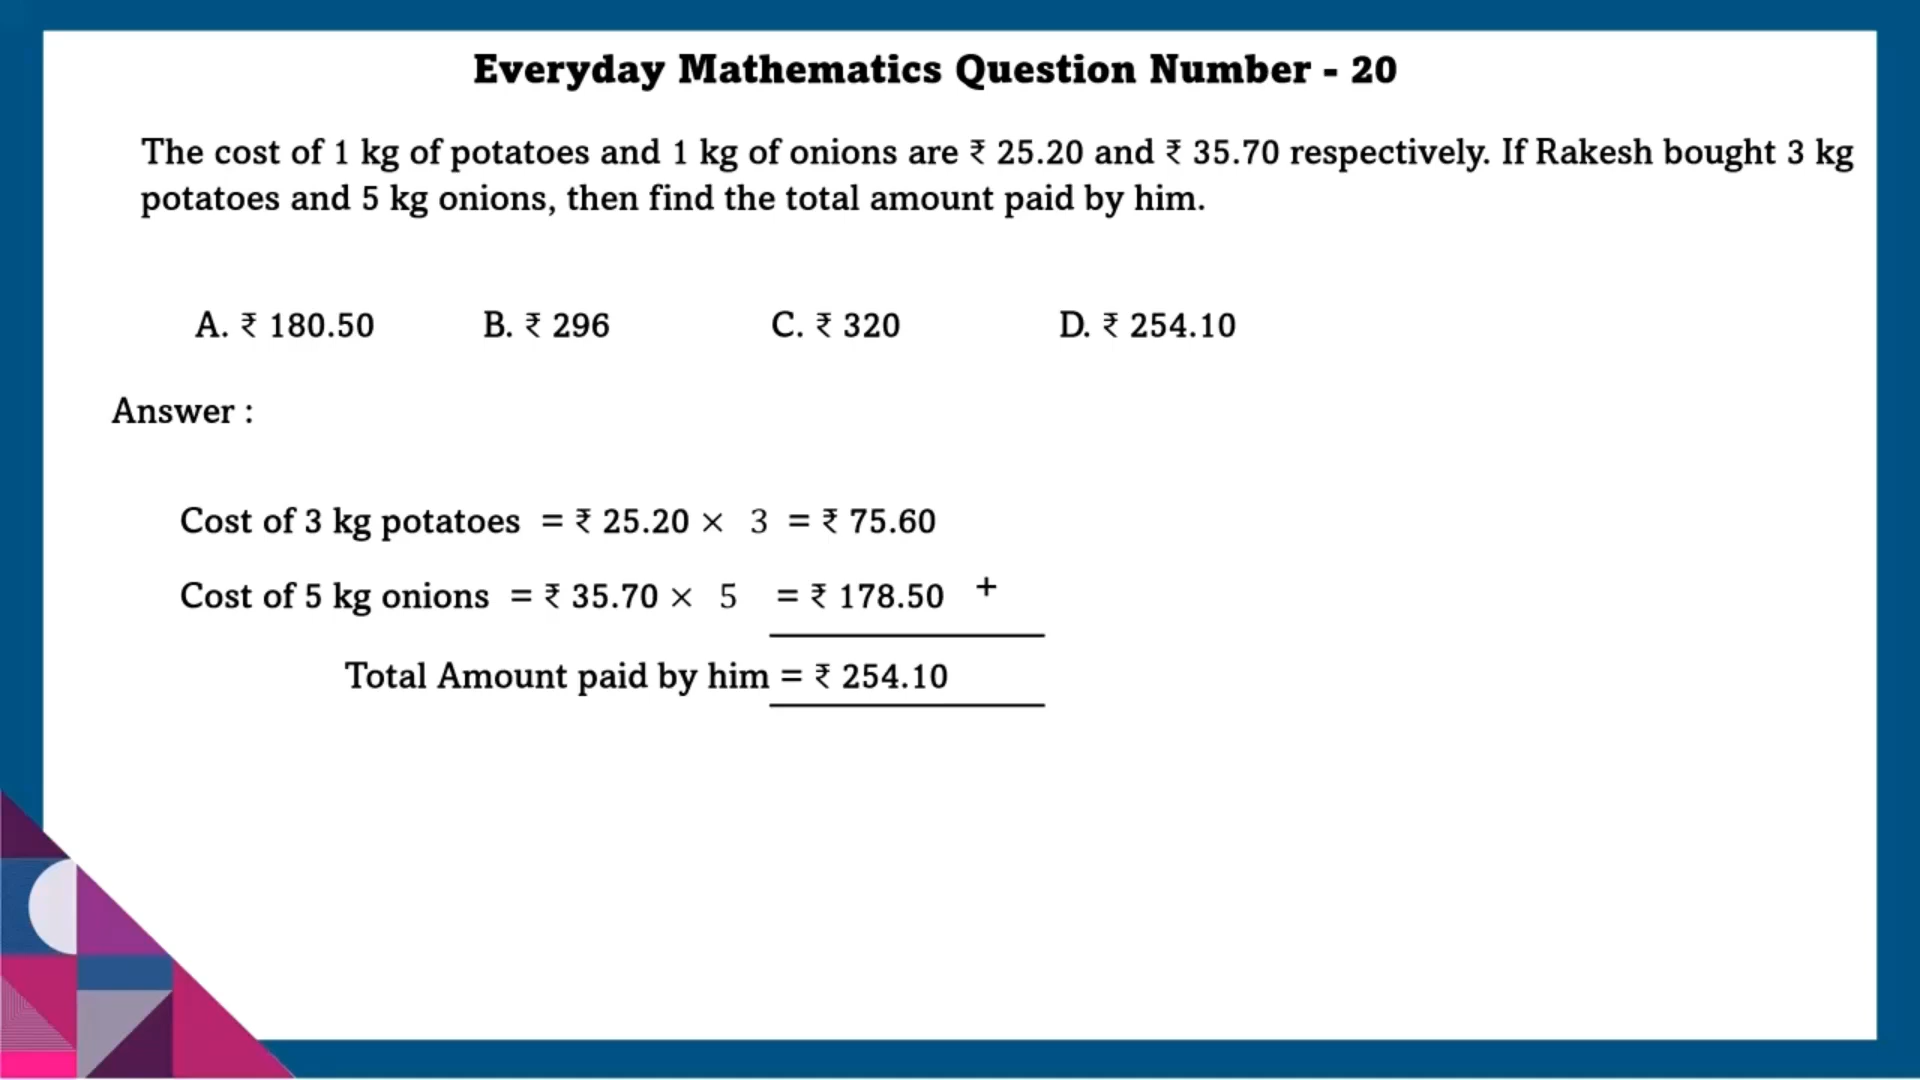 Everyday Mathematics Question Number - 20
The cost of 1 kg of potatoes and 1 kg of onions are ₹ 25.20 and ₹ 35.70 respectively. If Rakesh bought 3 kg
potatoes and 5 kg onions, then find the total amount paid by him.
A. ₹ 180.50 B. ₹ 296 C. ₹ 320 D. ₹ 254.10
Answer :
Cost of 3 kg potatoes = ₹ 25.20 × 3 = ₹ 75.60
Cost of 5 kg onions = ₹ 35.70 × 5 = ₹ 178.50 +
Total Amount paid by him = ₹ 254.10